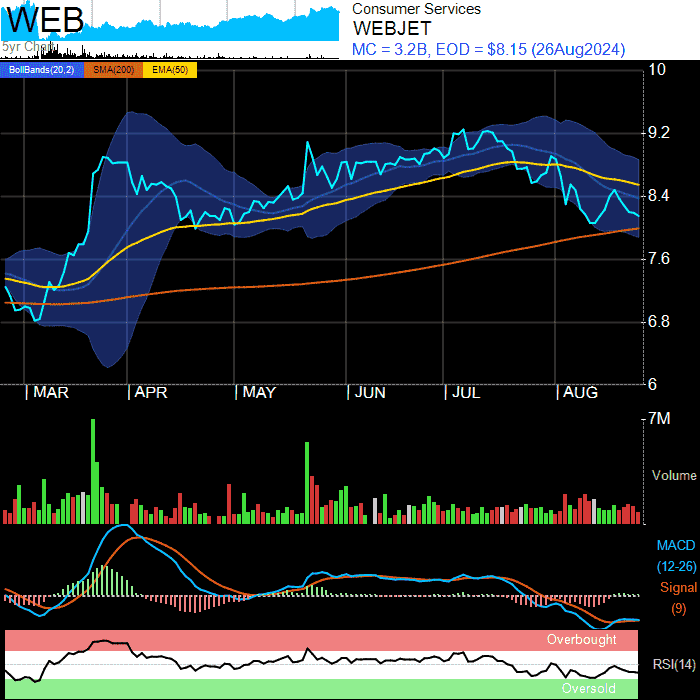 WEB
5yr Chart
Consumer Services
WEBJET
MC = 3.2B, EOD = $8.15 (26Aug2024)
BollBands(20,2) SMA(200) EMA(50)
10
9.2
8.4
7.6
6.8
6
MAR APR MAY JUN JUL AUG
7M
Volume
MACD
(12-26)
Signal
(9)
Overbought
RSI(14)
Oversold